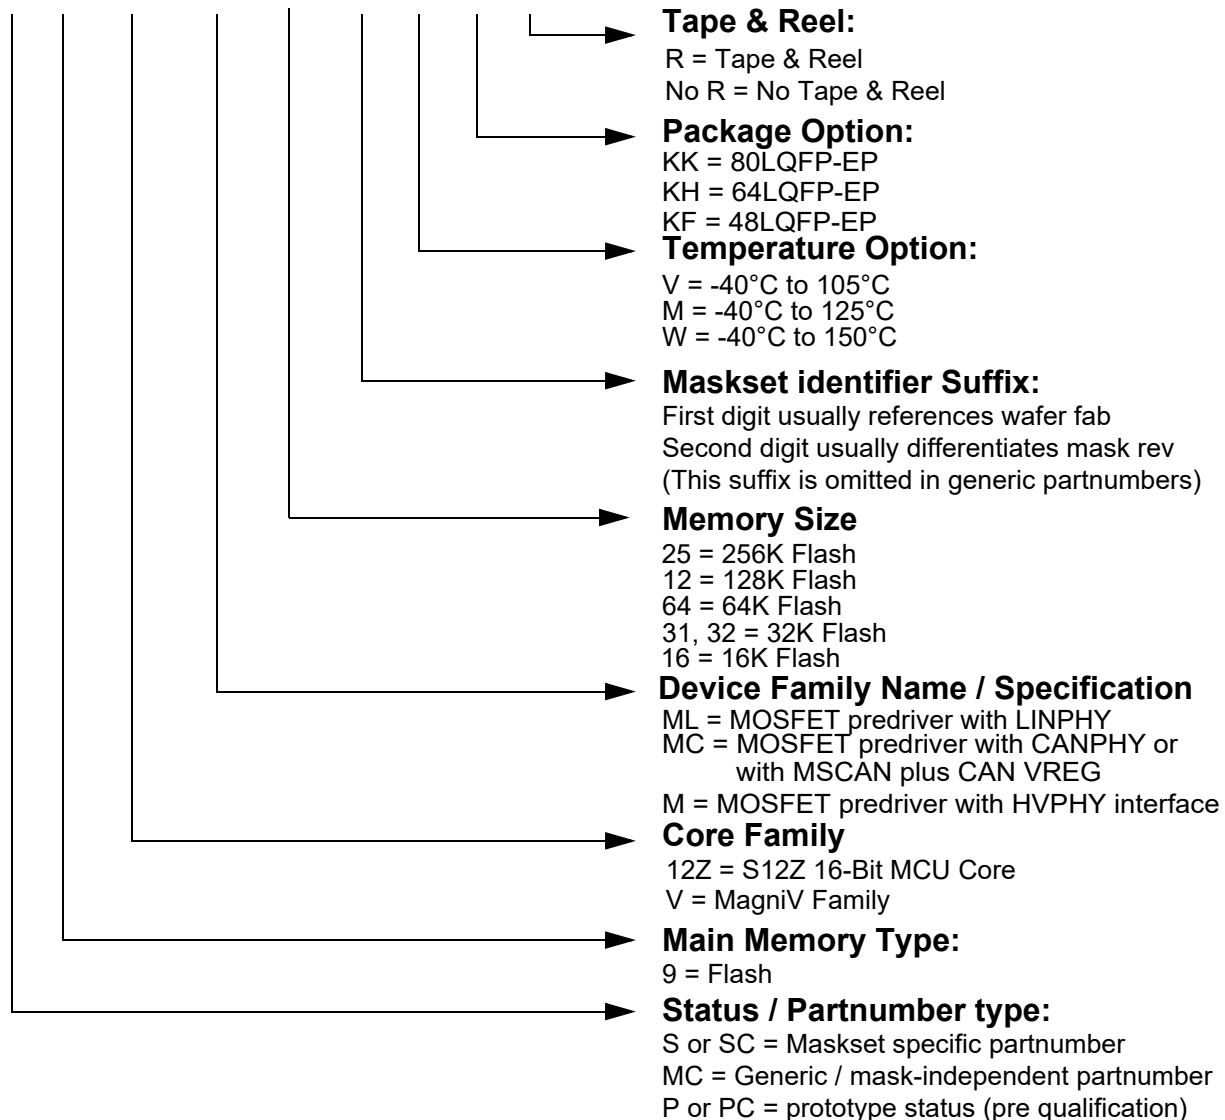 Tape & Reel:
R = Tape & Reel
No R = No Tape & Reel
Package Option:
KK = 80LQFP-EP
KH = 64LQFP-EP
KF = 48LQFP-EP
Temperature Option:
V = -40°C to 105°C
M = -40°C to 125°C
W = -40°C to 150°C
Maskset identifier Suffix:
First digit usually references wafer fab
Second digit usually differentiates mask rev
(This suffix is omitted in generic partnumbers)
Memory Size
25 = 256K Flash
12 = 128K Flash
64 = 64K Flash
31, 32 = 32K Flash
16 = 16K Flash
Device Family Name / Specification
ML = MOSFET predriver with LINPHY
MC = MOSFET predriver with CANPHY or
with MSCAN plus CAN VREG
M = MOSFET predriver with HVPHY interface
Core Family
12Z = S12Z 16-Bit MCU Core
V = MagniV Family
Main Memory Type:
9 = Flash
Status / Partnumber type:
S or SC = Maskset specific partnumber
MC = Generic / mask-independent partnumber
P or PC = prototype status (pre qualification)